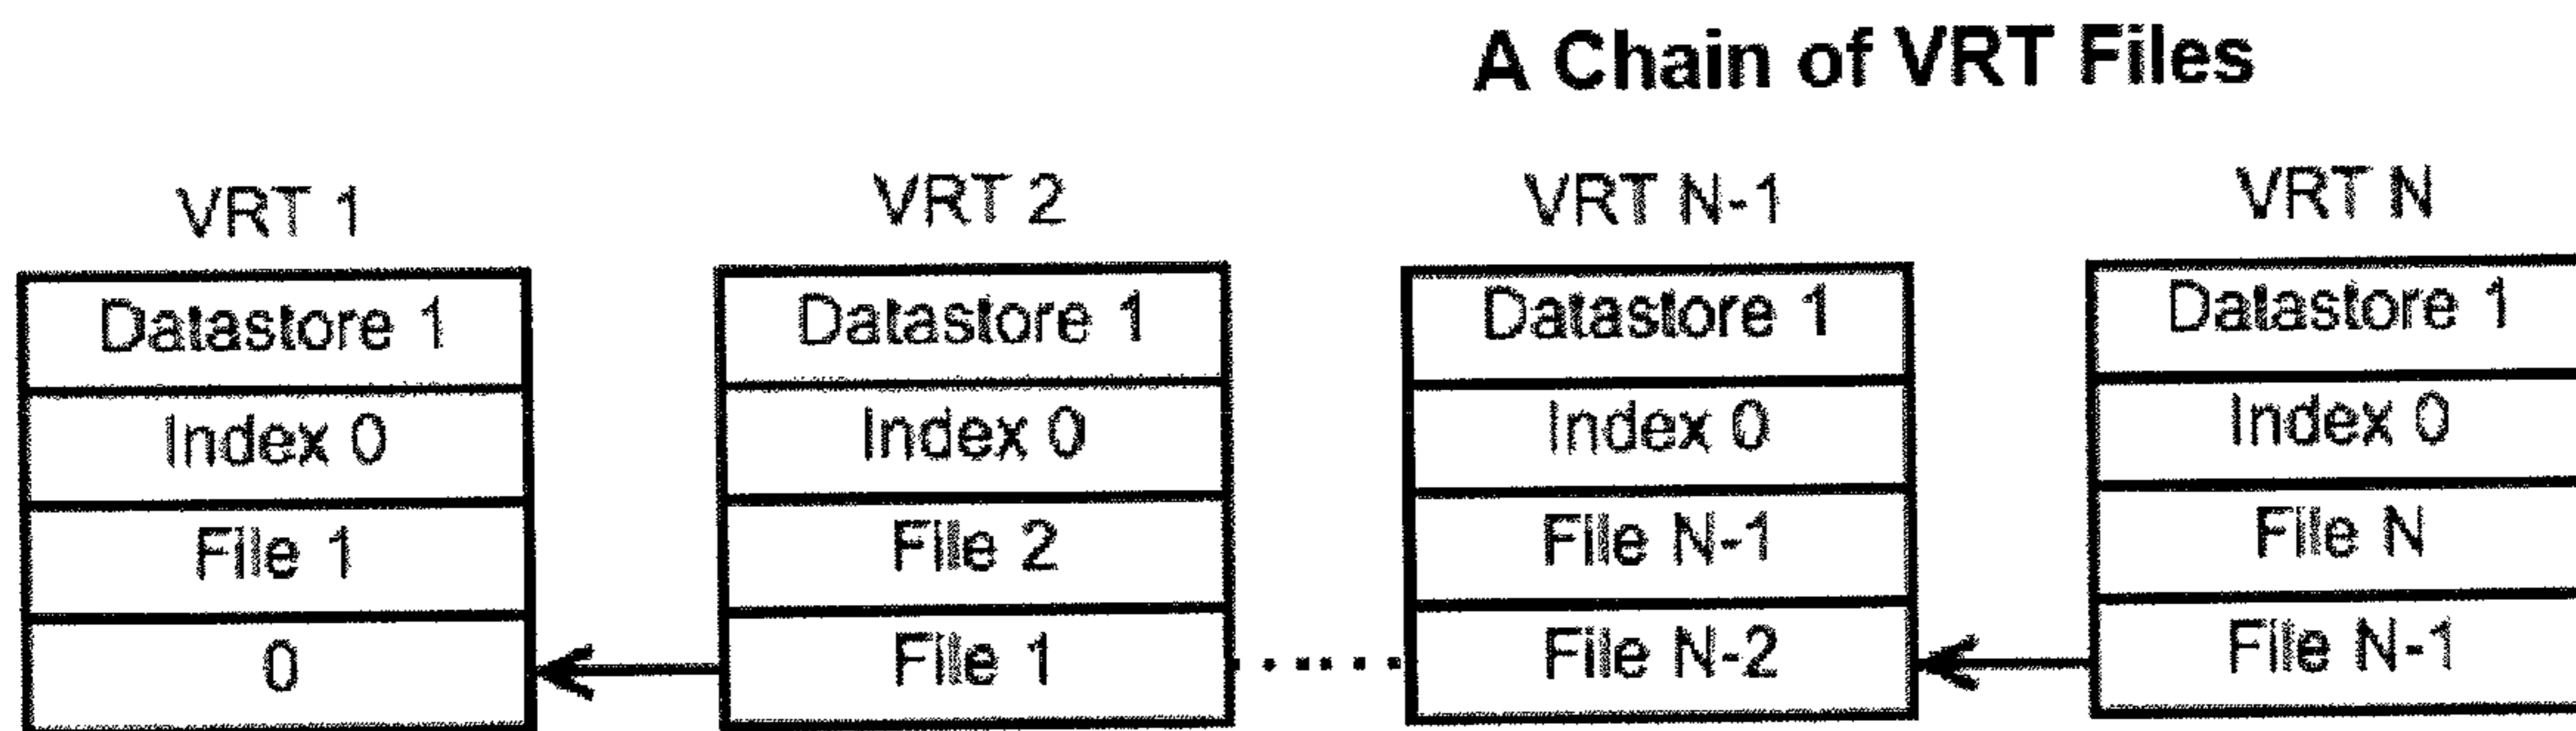 A Chain of VRT Files
VRT 1
Datastore 1
Index 0
File 1
0
VRT 2
Datastore 1
Index 0
File 2
File 1
VRT N-1
Datastore 1
Index 0
File N-1
File N-2
VRT N
Datastore 1
Index 0
File N
File N-1